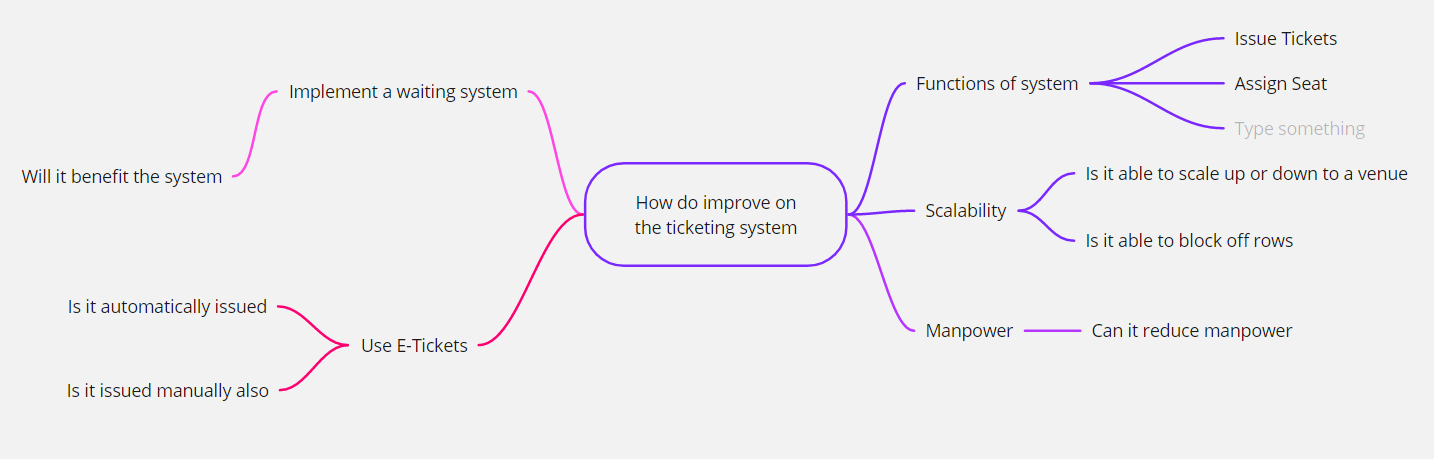 Issue Tickets
Implement a waiting system
Functions of system
Assign Seat
Type something
Will it benefit the system
How do improve on
the ticketing system
Is it able to scale up or down to a venue
Scalability
Is it able to block off rows
Is it automatically issued
Use E-Tickets
Is it issued manually also
Manpower
Can it reduce manpower